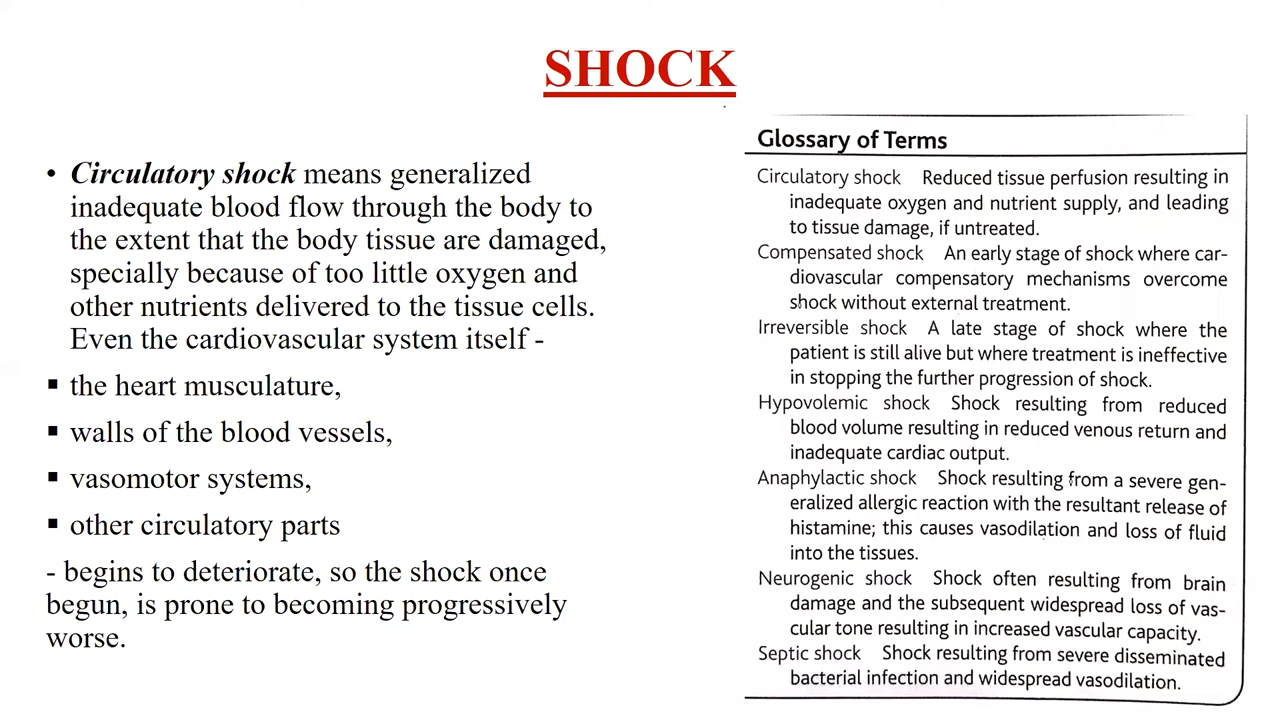 SHOCK
• Circulatory shock means generalized
inadequate blood flow through the body to
the extent that the body tissue are damaged,
specially because of too little oxygen and
other nutrients delivered to the tissue cells.
Even the cardiovascular system itself -
▪ the heart musculature,
▪ walls of the blood vessels,
▪ vasomotor systems,
▪ other circulatory parts
- begins to deteriorate, so the shock once
begun, is prone to becoming progressively
worse.
Glossary of Terms
Circulatory shock Reduced tissue perfusion resulting in
inadequate oxygen and nutrient supply, and leading
to tissue damage, if untreated.
Compensated shock An early stage of shock where car-
diovascular compensatory mechanisms overcome
shock without external treatment.
Irreversible shock A late stage of shock where the
patient is still alive but where treatment is ineffective
in stopping the further progression of shock.
Hypovolemic shock Shock resulting from reduced
blood volume resulting in reduced venous return and
inadequate cardiac output.
Anaphylactic shock Shock resulting from a severe gen-
eralized allergic reaction with the resultant release of
histamine; this causes vasodilation and loss of fluid
into the tissues.
Neurogenic shock Shock often resulting from brain
damage and the subsequent widespread loss of vas-
cular tone resulting in increased vascular capacity.
Septic shock Shock resulting from severe disseminated
bacterial infection and widespread vasodilation.